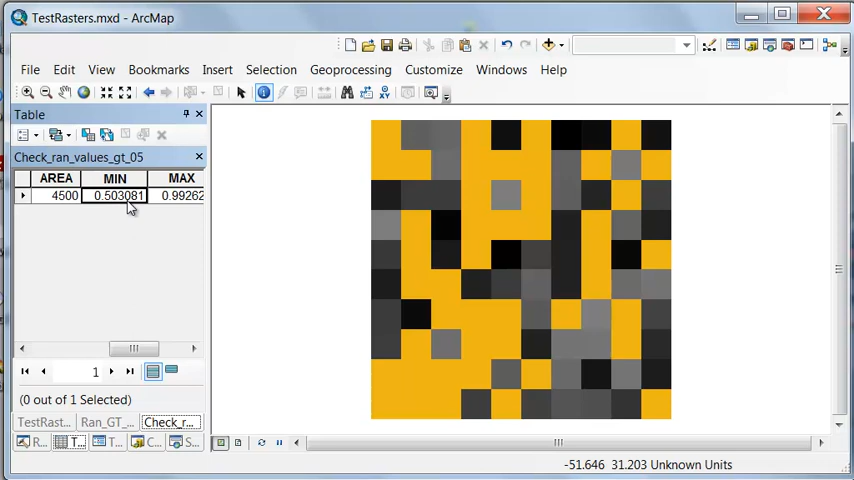 TestRasters.mxd - ArcMap
File Edit View Bookmarks Insert Selection Geoprocessing Customize Windows Help
Table
Check_ran_values_gt_05
AREA MIN MAX
4500 0.503081 0.99262
1
(0 out of 1 Selected)
TestRast... Ran_GT_... Check_r...
R... T... T... C... S...
-51.646 31.203 Unknown Units